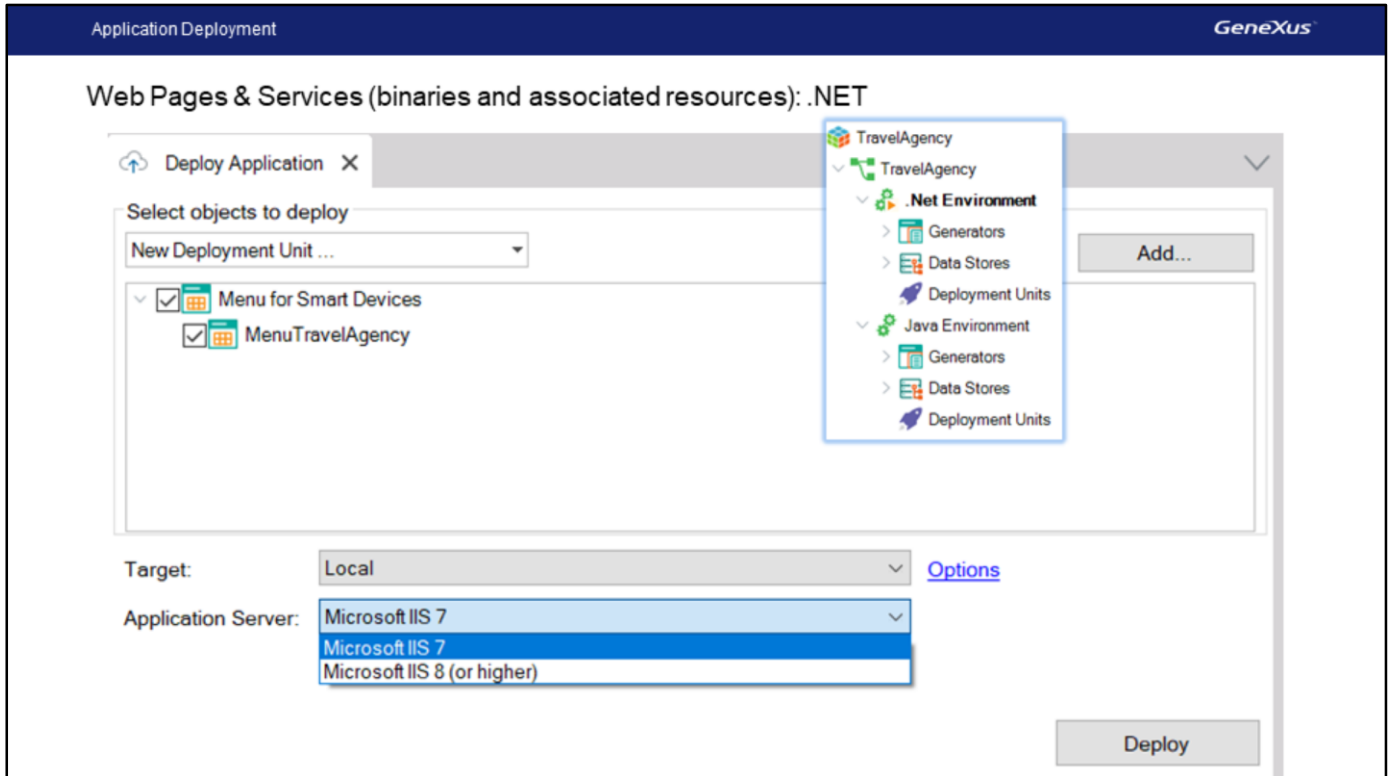 Application Deployment
GeneXus
Web Pages & Services (binaries and associated resources): .NET
Deploy Application
Select objects to deploy
New Deployment Unit ...
Add...
Menu for Smart Devices
MenuTravelAgency
TravelAgency
TravelAgency
.Net Environment
Generators
Data Stores
Deployment Units
Java Environment
Generators
Data Stores
Deployment Units
Target:
Local
Options
Application Server:
Microsoft IIS 7
Microsoft IIS 7
Microsoft IIS 8 (or higher)
Deploy